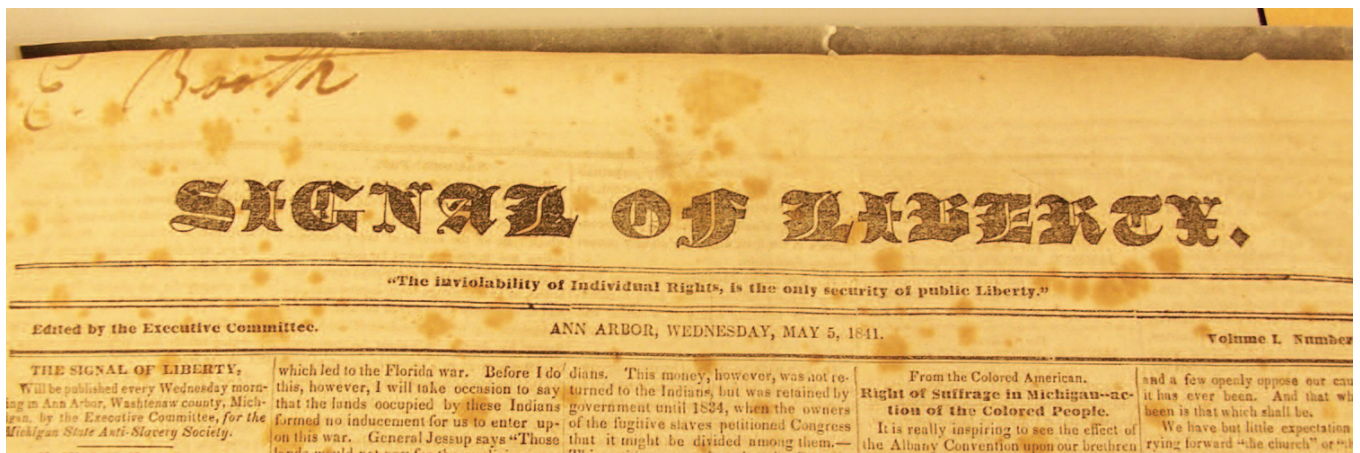 C. Booth
SIGNAL OF LIBERTY.
"The inviolability of Individual Rights, is the only security of public Liberty."
Edited by the Executive Committee.
ANN ARBOR, WEDNESDAY, MAY 5, 1841.
Volume I. Number
THE SIGNAL OF LIBERTY,
Will be published every Wednesday morn-
ing in Ann Arbor, Washtenaw county, Mich-
igan, by the Executive Committee, for the
Michigan State Anti-Slavery Society.
which led to the Florida war. Before I do
this, however, I will take occasion to say
that the lands occupied by these Indians
formed no inducement for us to enter up-
on this war. General Jessup says "Those
dians. This money, however, was not re-
turned to the Indians, but was retained by
government until 1834, when the owners
of the fugitive slaves petitioned Congress
that it might be divided among them.—
From the Colored American.
Right of Suffrage in Michigan--ac-
tion of the Colored People.
It is really inspiring to see the effect of
the Albany Convention upon our brethren
and a few openly oppose our cau
it has ever been. And that wh
been is that which shall be.
We have but little expectation
rying forward "the church" or